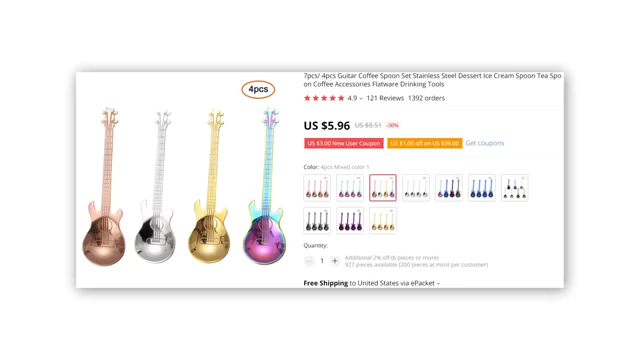 4pcs
7pcs/ 4pcs Guitar Coffee Spoon Set Stainless Steel Dessert Ice Cream Spoon Tea Spo
on Coffee Accessories Flatware Drinking Tools
4.9 121 Reviews 1392 orders
US $5.96 US $8.51 -30%
US $3.00 New User Coupon US $1.00 off on US $39.00 Get coupons
Color: 4pcs Mixed color 1
Quantity:
1
Additional 2% off (6 pieces or more)
927 pieces available (200 pieces at most per customer)
Free Shipping to United States via ePacket